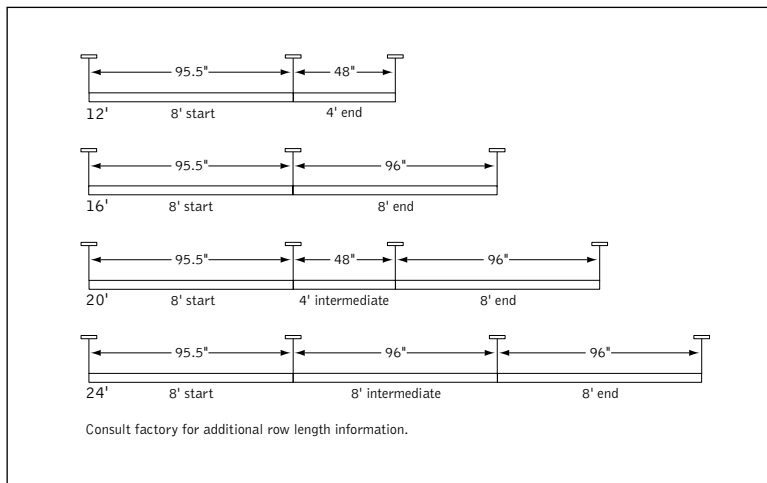 95.5" 48"
12' 8' start 4' end
95.5" 96"
16' 8' start 8' end
95.5" 48" 96"
20' 8' start 4' intermediate 8' end
95.5" 96" 96"
24' 8' start 8' intermediate 8' end
Consult factory for additional row length information.